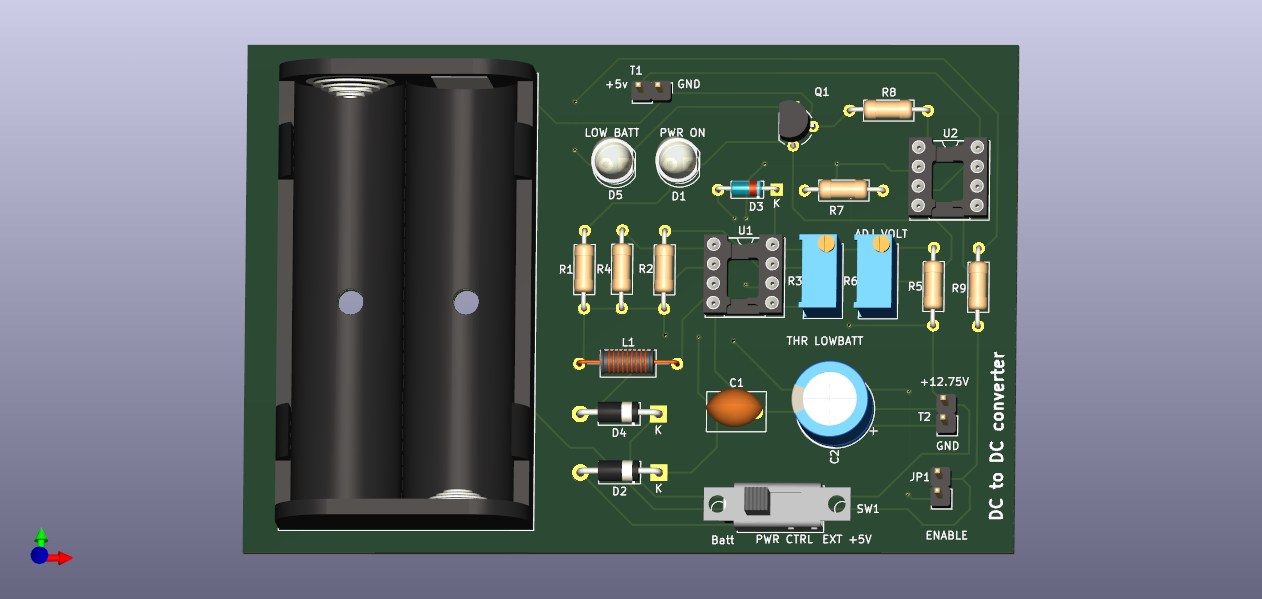 T1
+5v GND
Q1
R8
LOW BATT PWR ON
U2
D5 D1
D3 K
R7
U1
ADJ VOLT
R1 R4 R2
R3 R6
R5 R9
L1
THR LOWBATT
C1
+12.75V
T2
D4 K
+
C2
GND
JP1
D2 K
SW1
Batt PWR CTRL EXT +5V
ENABLE
DC to DC converter